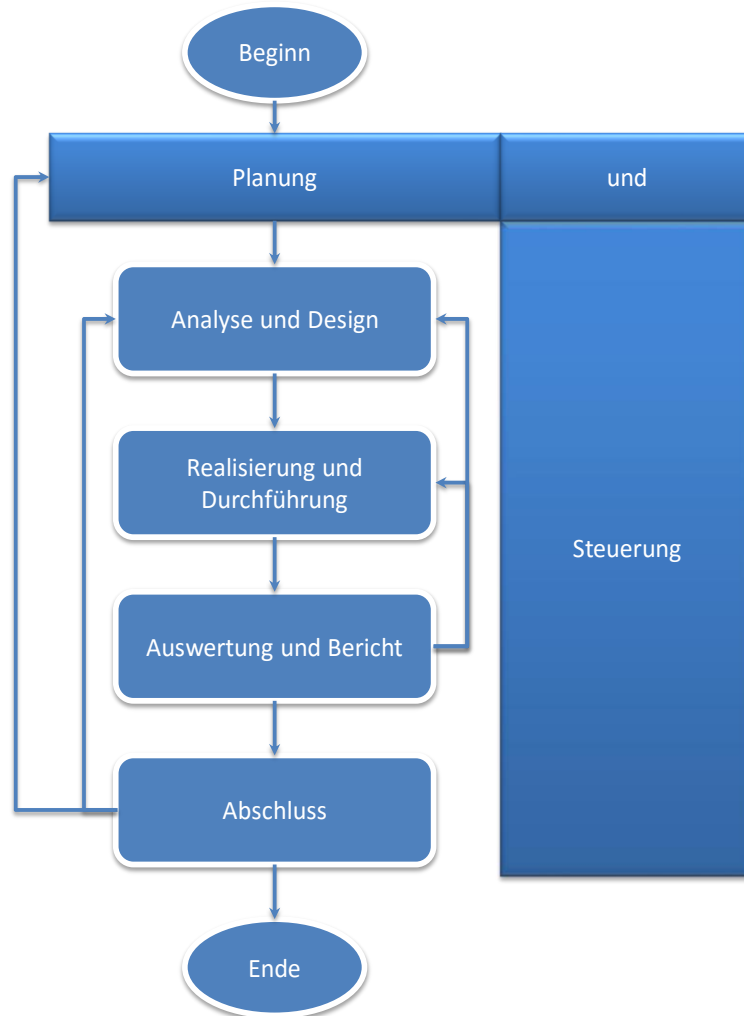 Beginn
Planung
und
Analyse und Design
Realisierung und
Durchführung
Steuerung
Auswertung und Bericht
Abschluss
Ende